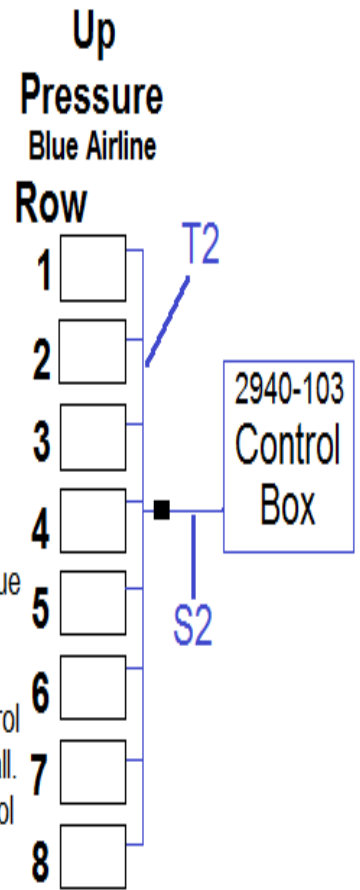 Up
Pressure
Blue Airline
Row
1
T2
2
2940-103
Control
Box
3
4
5
S2
6
7
8